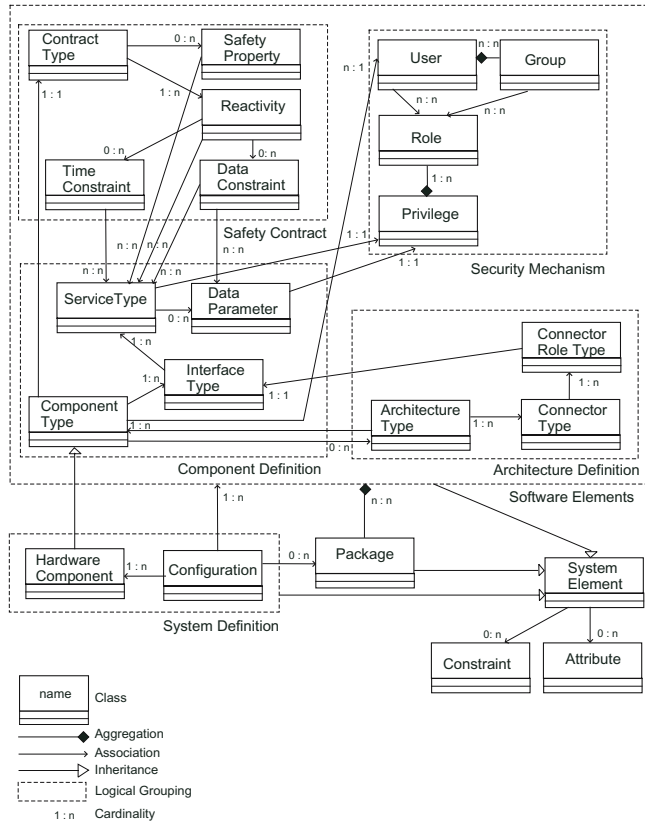 Contract
Type
0 : n
Safety
Property
1 : n
1 : 1
Reactivity
0 : n
0 : n
Time
Constraint
Data
Constraint
n : n
n : n
n : n
n : n
n : n
Safety Contract
n : 1
User
n : n
Group
n : n
n : n
Role
1 : n
Privilege
1 : 1
1 : 1
Security Mechanism
ServiceType
0 : n
Data
Parameter
1 : n
Interface
Type
1 : n
1 : 1
Component
Type
1 : n
0 : n
Component Definition
Connector
Role Type
1 : n
Architecture
Type
1 : n
Connector
Type
Architecture Definition
Software Elements
1 : n
n : n
Hardware
Component
1 : n
Configuration
0 : n
Package
System
Element
System Definition
0 : n
0 : n
Constraint
Attribute
name
Class
Aggregation
Association
Inheritance
Logical Grouping
1 : n
Cardinality